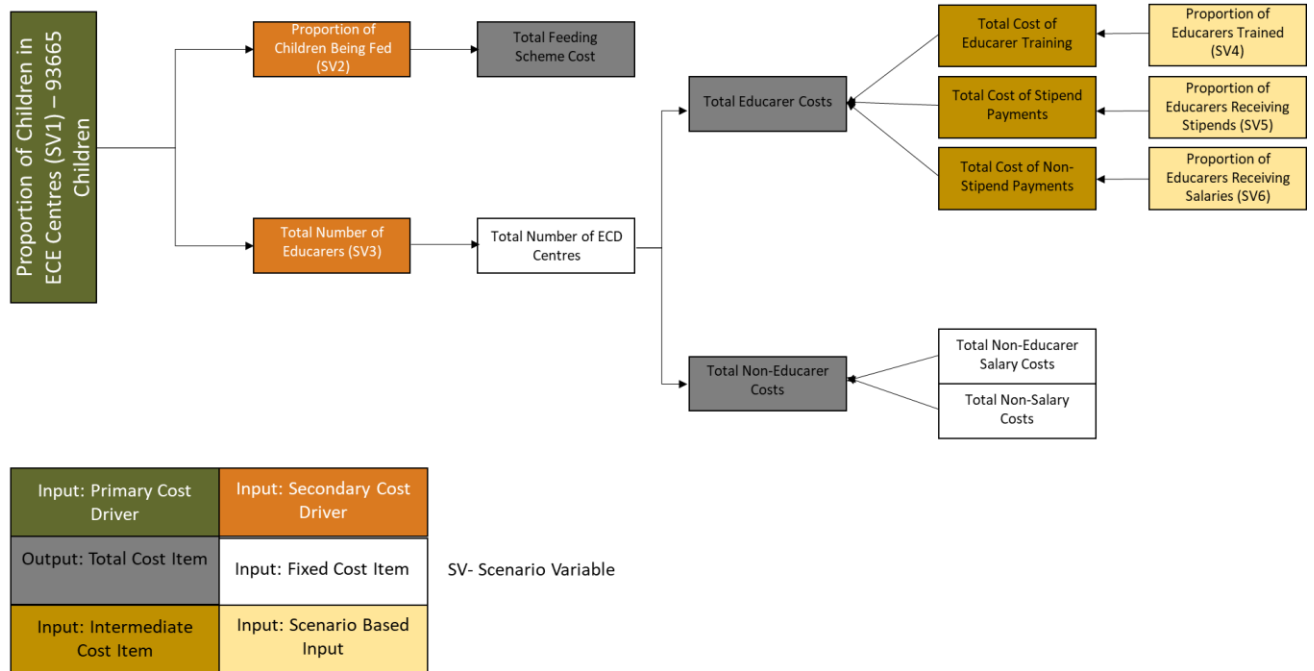 Proportion of Children in
ECE Centres (SV1) – 93665
Children
Proportion of
Children Being Fed
(SV2)
Total Feeding
Scheme Cost
Total Number of
Educarers (SV3)
Total Number of ECD
Centres
Total Educarer Costs
Total Cost of
Educarer Training
Proportion of
Educarers Trained
(SV4)
Total Cost of Stipend
Payments
Proportion of
Educarers Receiving
Stipends (SV5)
Total Cost of Non-
Stipend Payments
Proportion of
Educarers Receiving
Salaries (SV6)
Total Non-Educarer
Costs
Total Non-Educarer
Salary Costs
Total Non-Salary
Costs
Input: Primary Cost
Driver
Input: Secondary Cost
Driver
Output: Total Cost Item
Input: Fixed Cost Item
SV- Scenario Variable
Input: Intermediate
Cost Item
Input: Scenario Based
Input